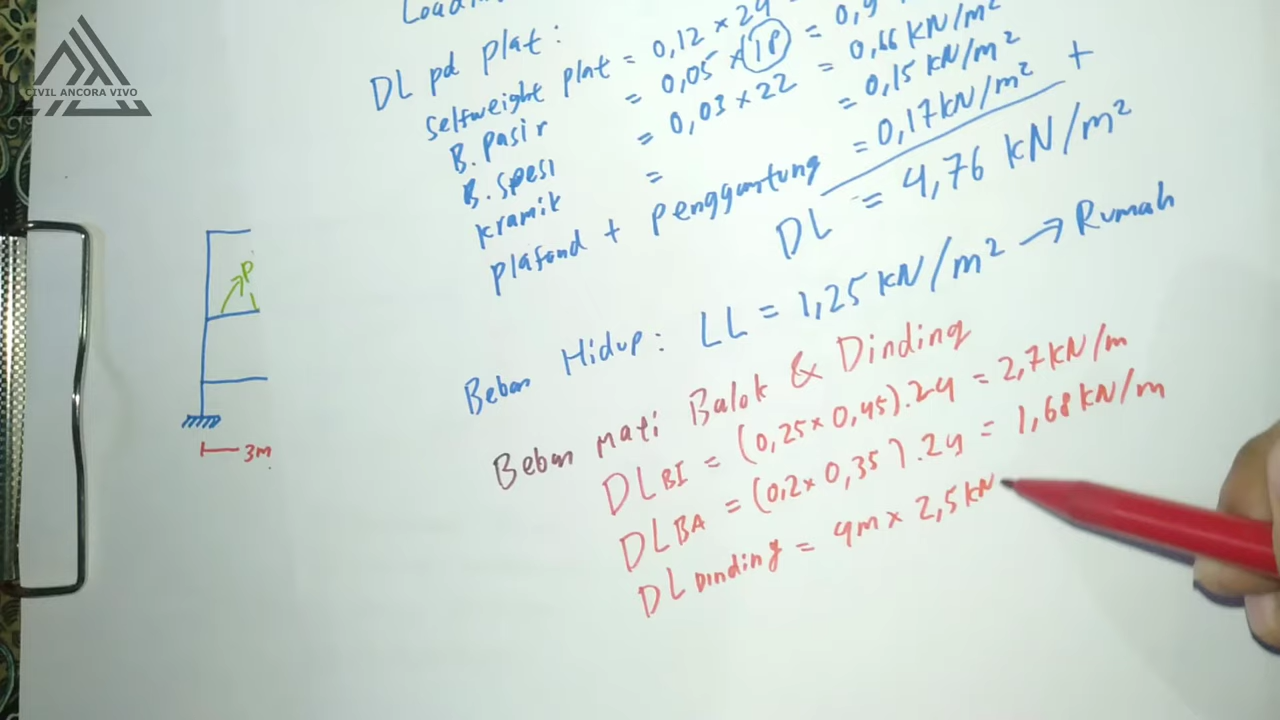 CIVIL ANCORA VIVO
DL pd plat :
Selfweight plat = 0,12 × 24
B. pasir = 0,05 × 18 = 0,9
B. spesi = 0,03 × 22 = 0,66 KN/m²
kramik = = 0,15 KN/m²
plafond + penggantung = 0,17 KN/m² +
DL = 4,76 KN/m²
Beban Hidup : LL = 1,25 KN/m² → Rumah
Beban Mati Balok & Dinding
DL BI = (0,25 × 0,45) . 24 = 2,7 KN/m
DL BA = (0,2 × 0,35) . 24 = 1,68 KN/m
DL Dinding = 4m × 2,5 KN
P
3m